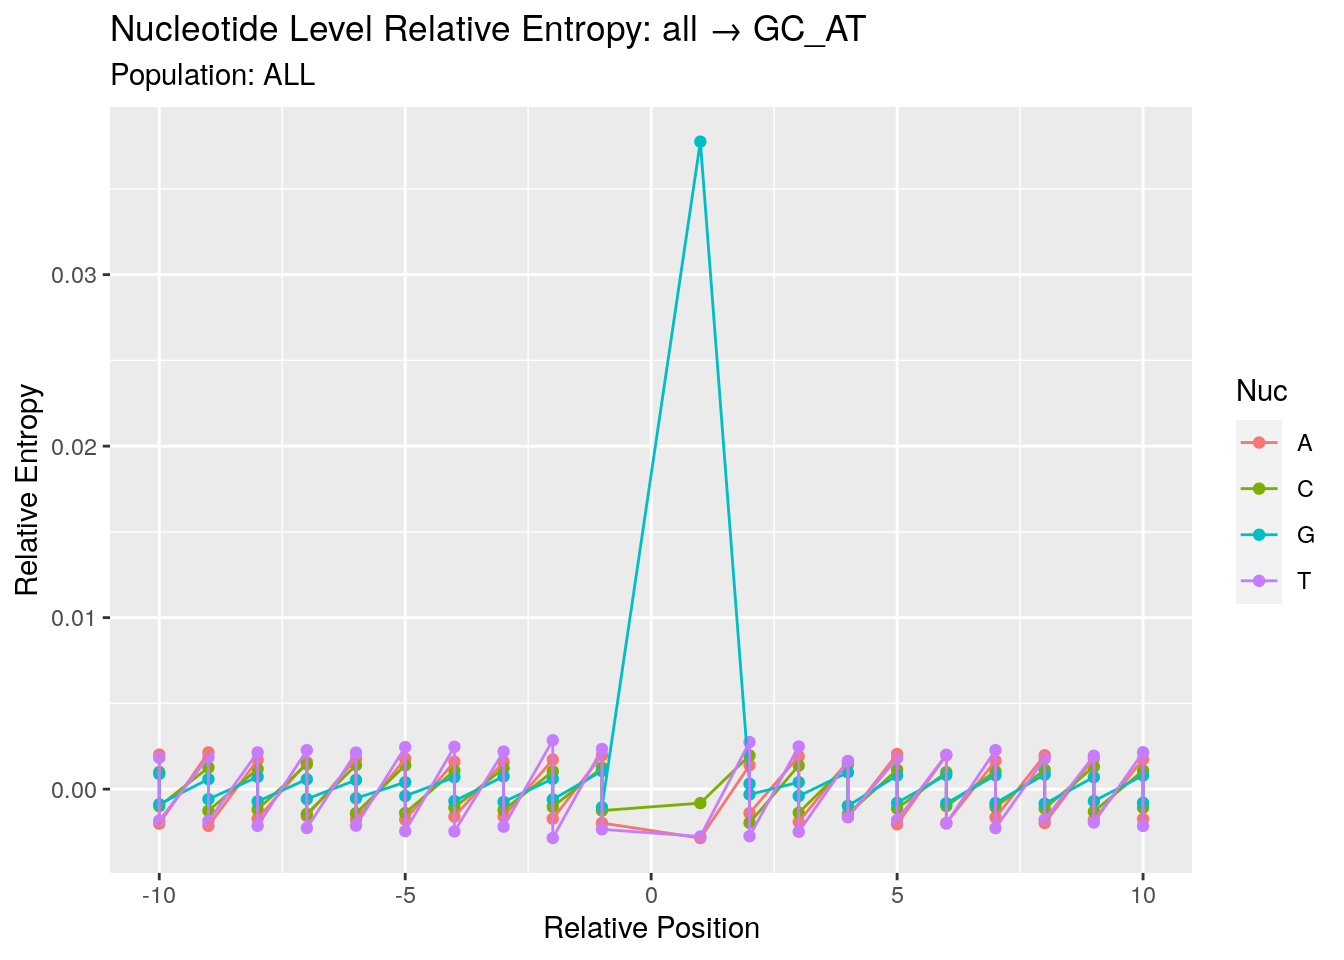 Nucleotide Level Relative Entropy: all → GC_AT
Population: ALL
Relative Entropy
0.03
0.02
0.01
0.00
-10
-5
0
5
10
Relative Position
Nuc
A
C
G
T